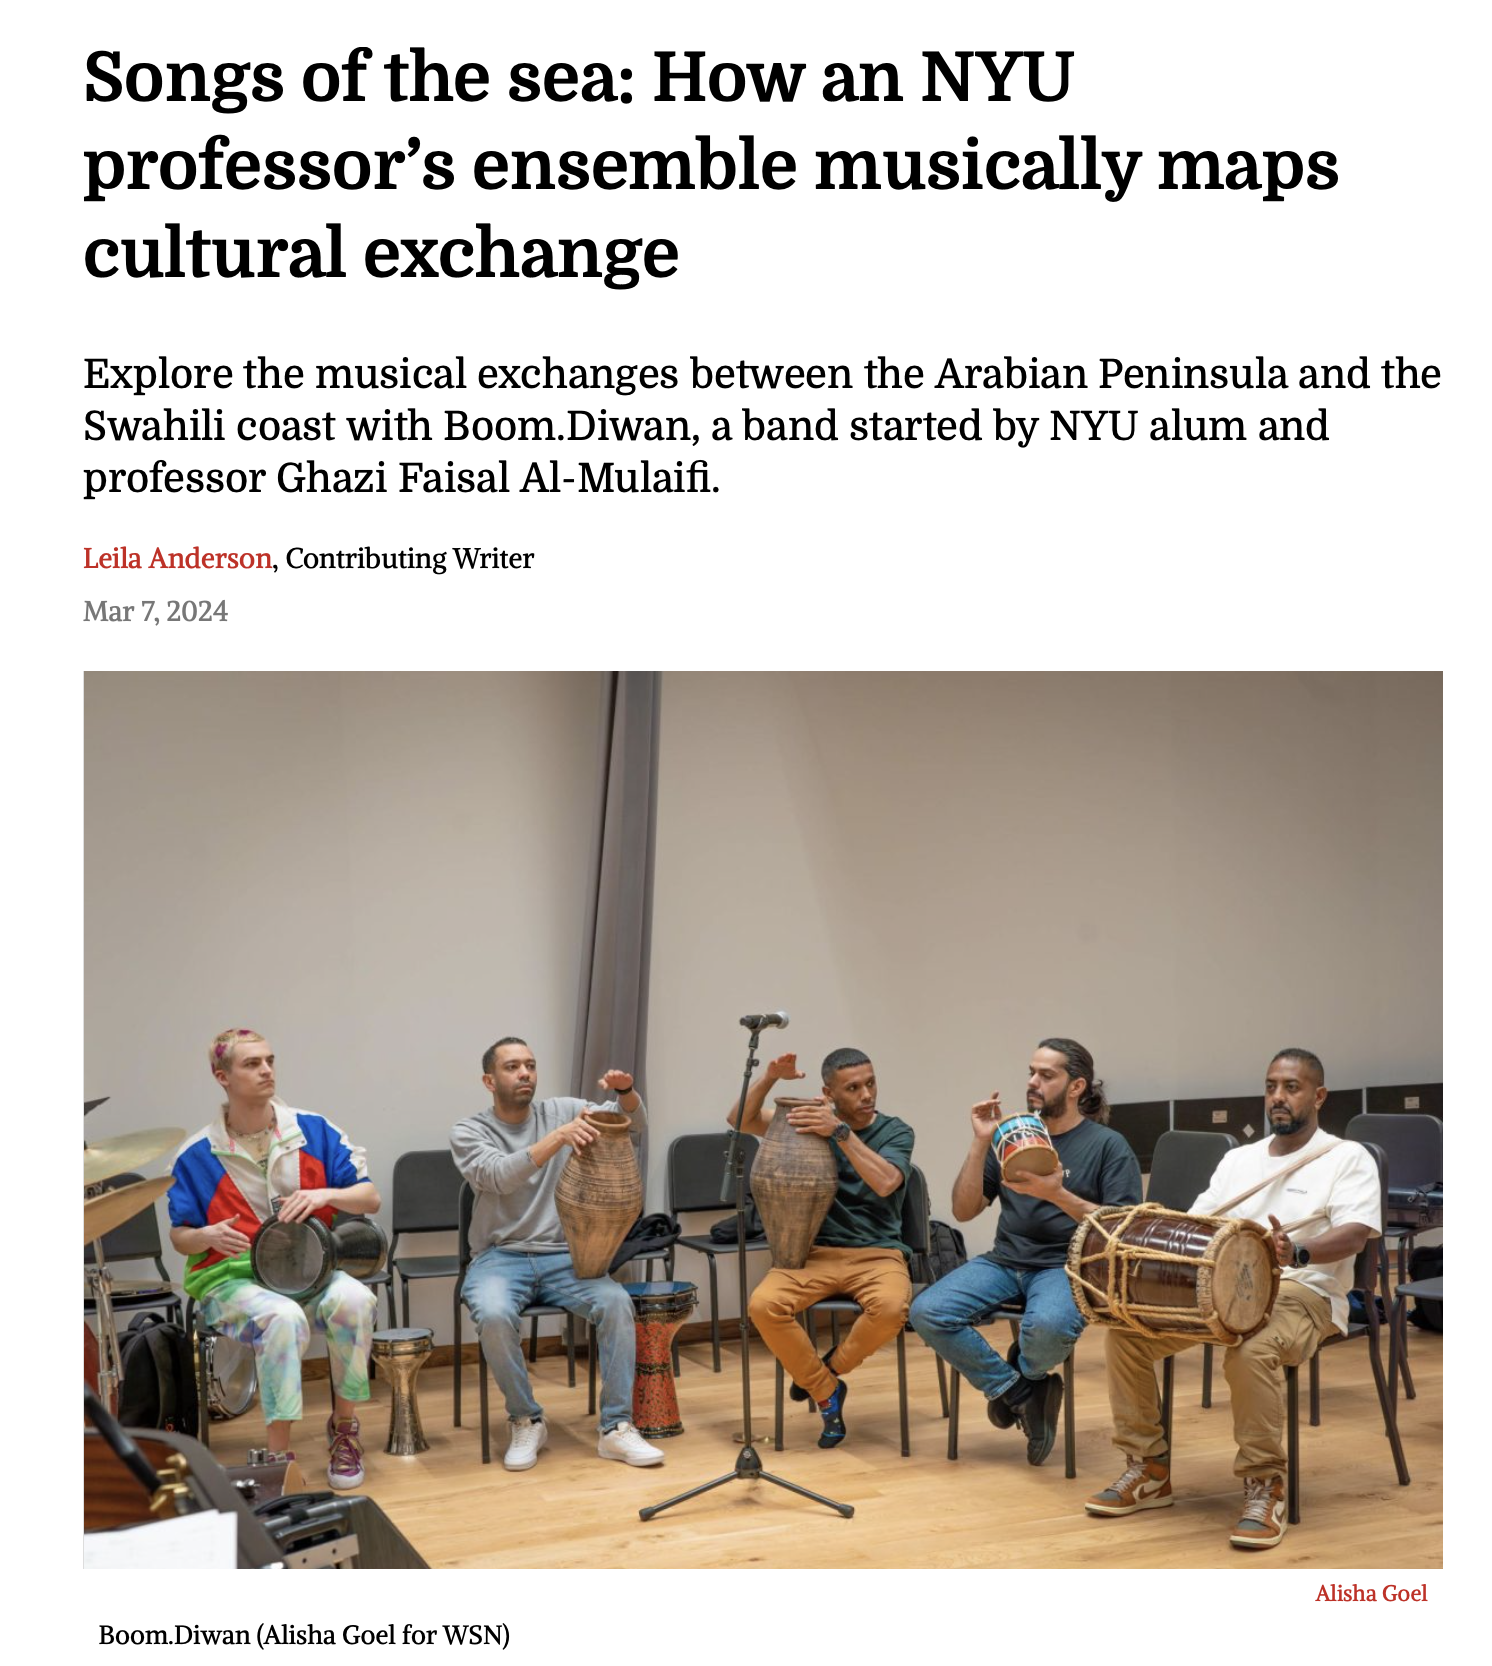 Songs of the sea: How an NYU
professor’s ensemble musically maps
cultural exchange
Explore the musical exchanges between the Arabian Peninsula and the
Swahili coast with Boom.Diwan, a band started by NYU alum and
professor Ghazi Faisal Al-Mulaifi.
Leila Anderson, Contributing Writer
Mar 7, 2024
Alisha Goel
Boom.Diwan (Alisha Goel for WSN)